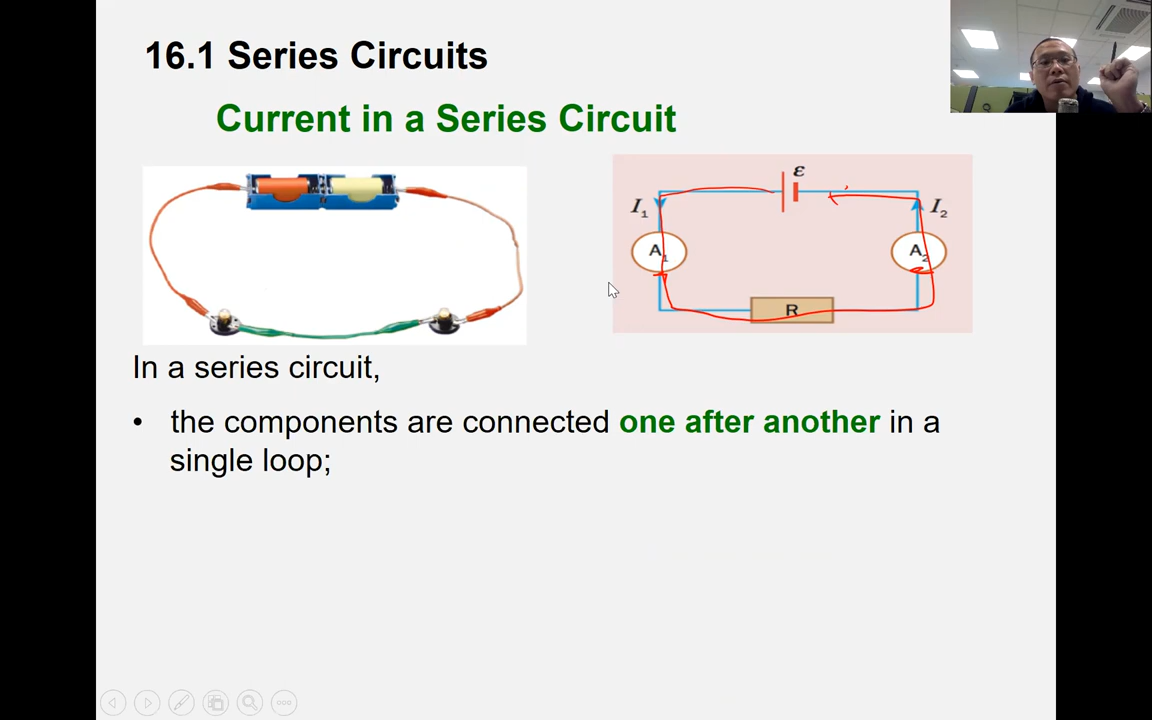 16.1 Series Circuits
Current in a Series Circuit
ε
I₁
I₂
A₁
A₂
R
In a series circuit,
• the components are connected one after another in a
single loop;